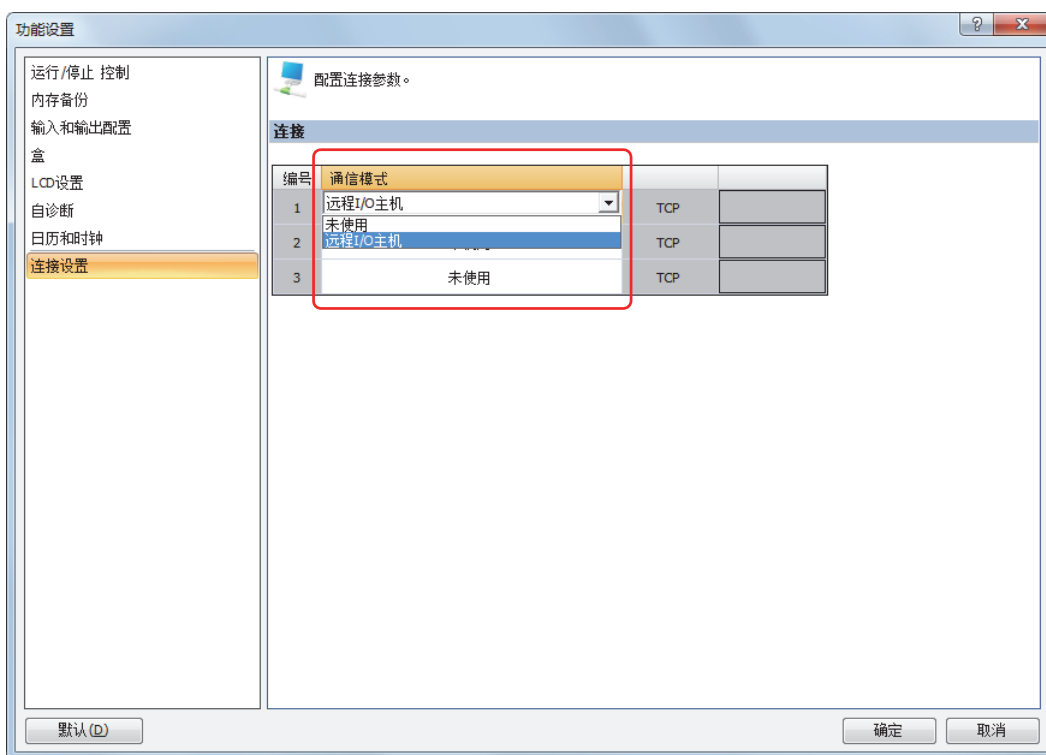 功能设置
运行/停止 控制
内存备份
输入和输出配置
盒
LCD设置
自诊断
日历和时钟
连接设置
配置连接参数。
连接
编号 通信模式
1 远程I/O主机 TCP
未使用
远程I/O主机
2 TCP
3 未使用 TCP
默认(D) 确定 取消